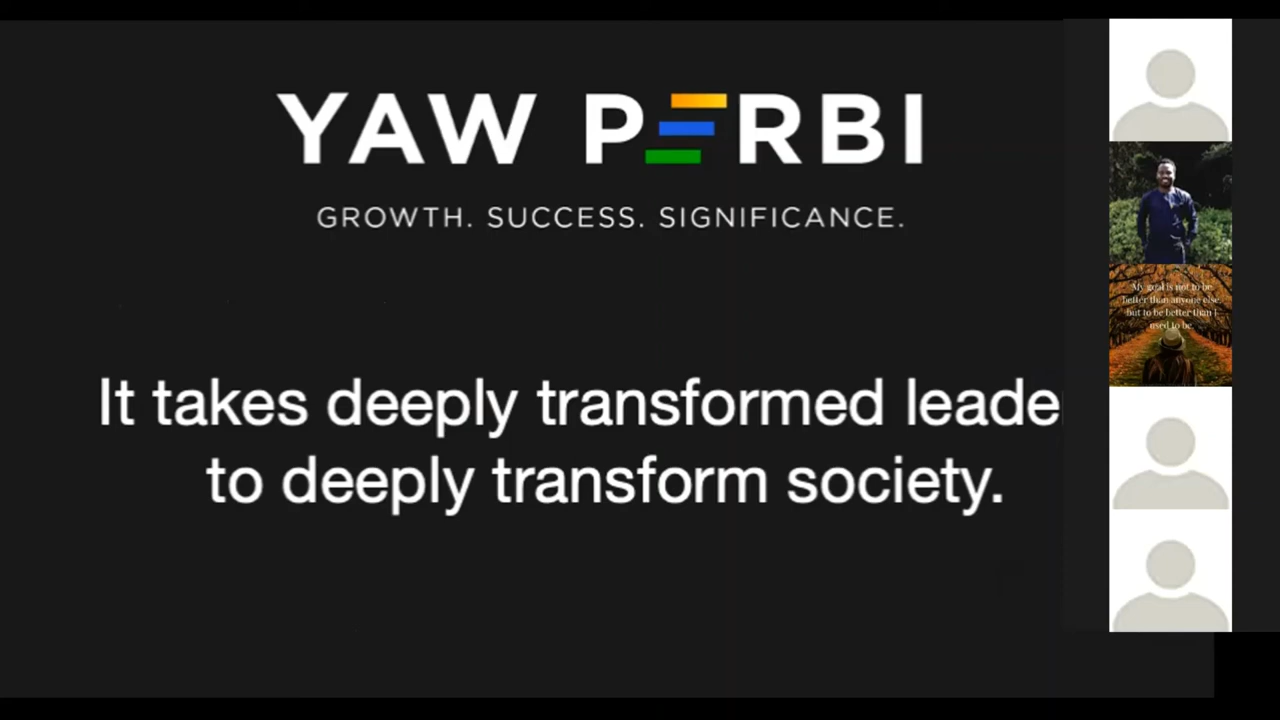 YAW PERBI
GROWTH. SUCCESS. SIGNIFICANCE.
It takes deeply transformed leade
to deeply transform society.
My goal is not to be
better than anyone else,
but to be better than I
used to be.